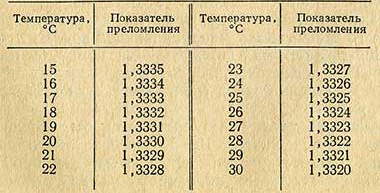 Температура, °C Показатель преломления Температура, °C Показатель преломления
15 1,3335 23 1,3327
16 1,3334 24 1,3326
17 1,3333 25 1,3325
18 1,3332 26 1,3324
19 1,3331 27 1,3323
20 1,3330 28 1,3322
21 1,3329 29 1,3321
22 1,3328 30 1,3320